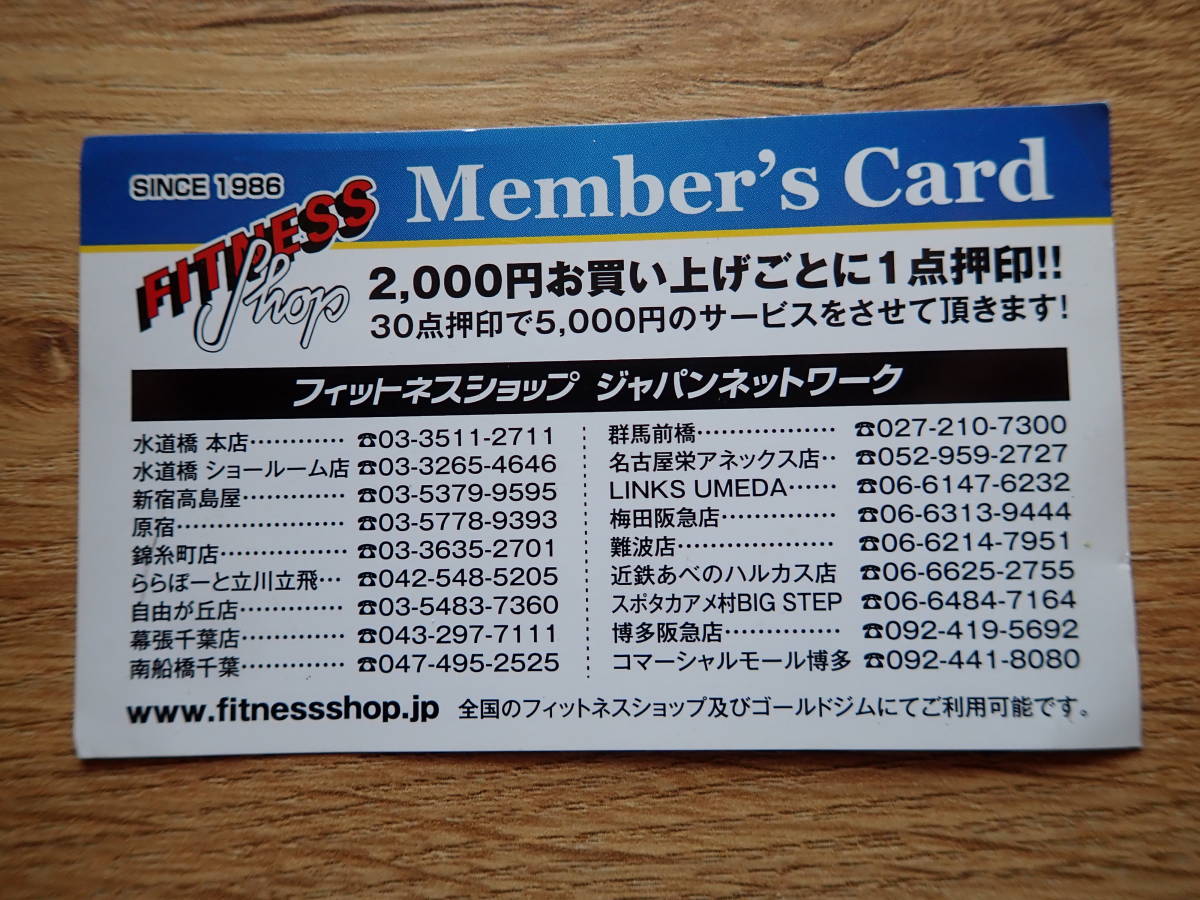 SINCE 1986
FITNESS
Shop
Member's Card
2,000円お買い上げごとに1点押印!!
30点押印で5,000円のサービスをさせて頂きます!
フィットネスショップ ジャパンネットワーク
水道橋 本店………… ☎03-3511-2711
水道橋 ショールーム店 ☎03-3265-4646
新宿高島屋………… ☎03-5379-9595
原宿………………… ☎03-5778-9393
錦糸町店…………… ☎03-3635-2701
ららぽーと立川立飛… ☎042-548-5205
自由が丘店………… ☎03-5483-7360
幕張千葉店………… ☎043-297-7111
南船橋千葉………… ☎047-495-2525
群馬前橋……………… ☎027-210-7300
名古屋栄アネックス店‥ ☎052-959-2727
LINKS UMEDA…… ☎06-6147-6232
梅田阪急店………… ☎06-6313-9444
難波店……………… ☎06-6214-7951
近鉄あべのハルカス店 ☎06-6625-2755
スポタカアメ村BIG STEP ☎06-6484-7164
博多阪急店………… ☎092-419-5692
コマーシャルモール博多 ☎092-441-8080
www.fitnessshop.jp 全国のフィットネスショップ及びゴールドジムにてご利用可能です。